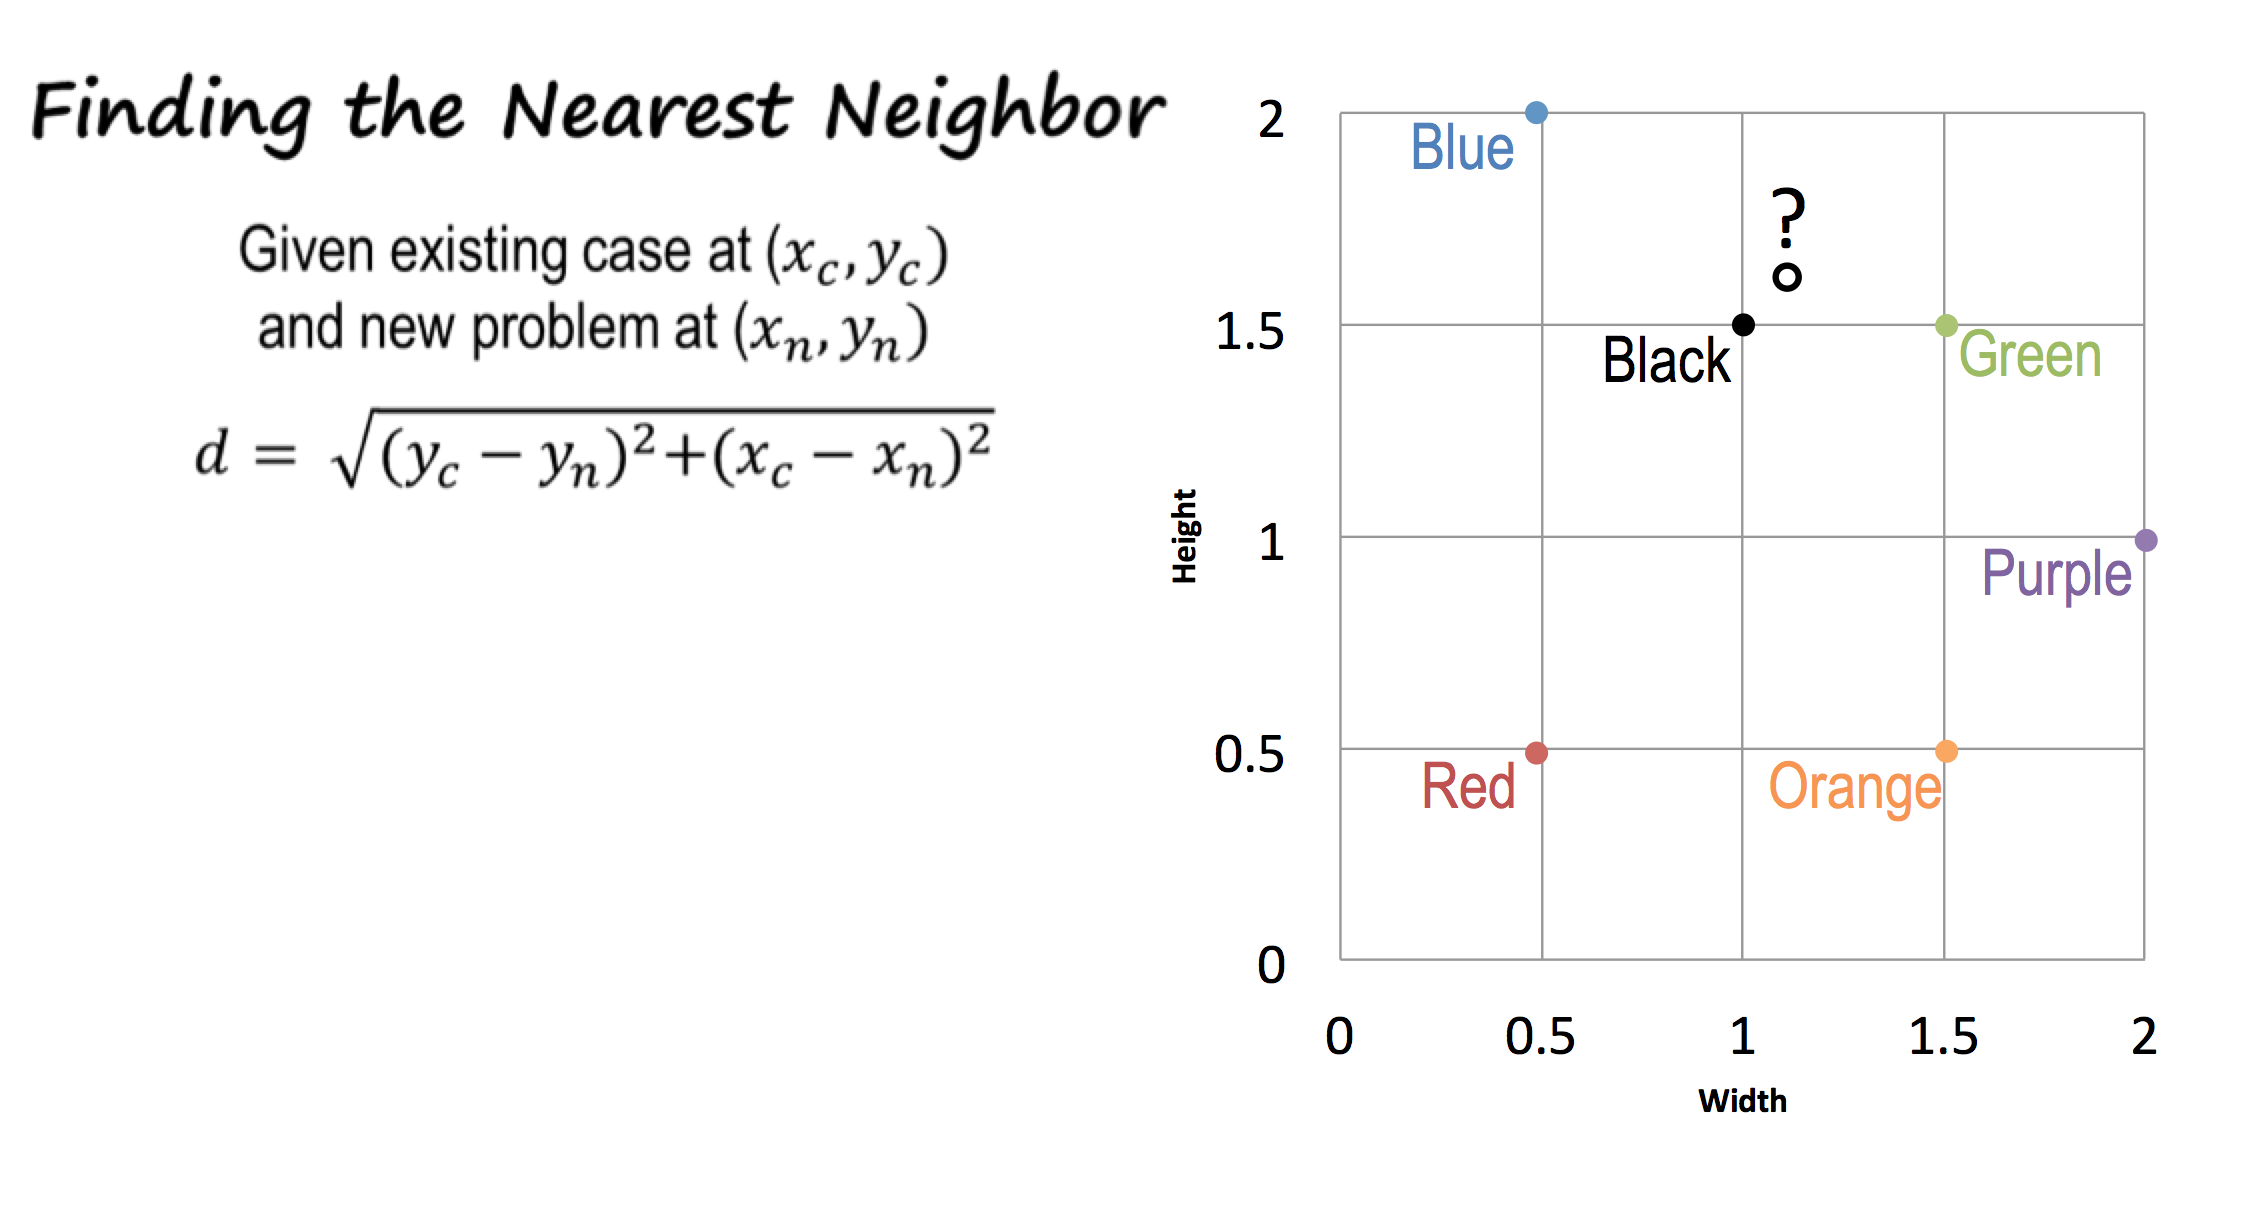 Finding the Nearest Neighbor
Given existing case at (x_c, y_c)
and new problem at (x_n, y_n)
d = √(y_c − y_n)²+(x_c − x_n)²
2
Blue
?
1.5
Black
Green
Height
1
Purple
0.5
Red
Orange
0
0 0.5 1 1.5 2
Width